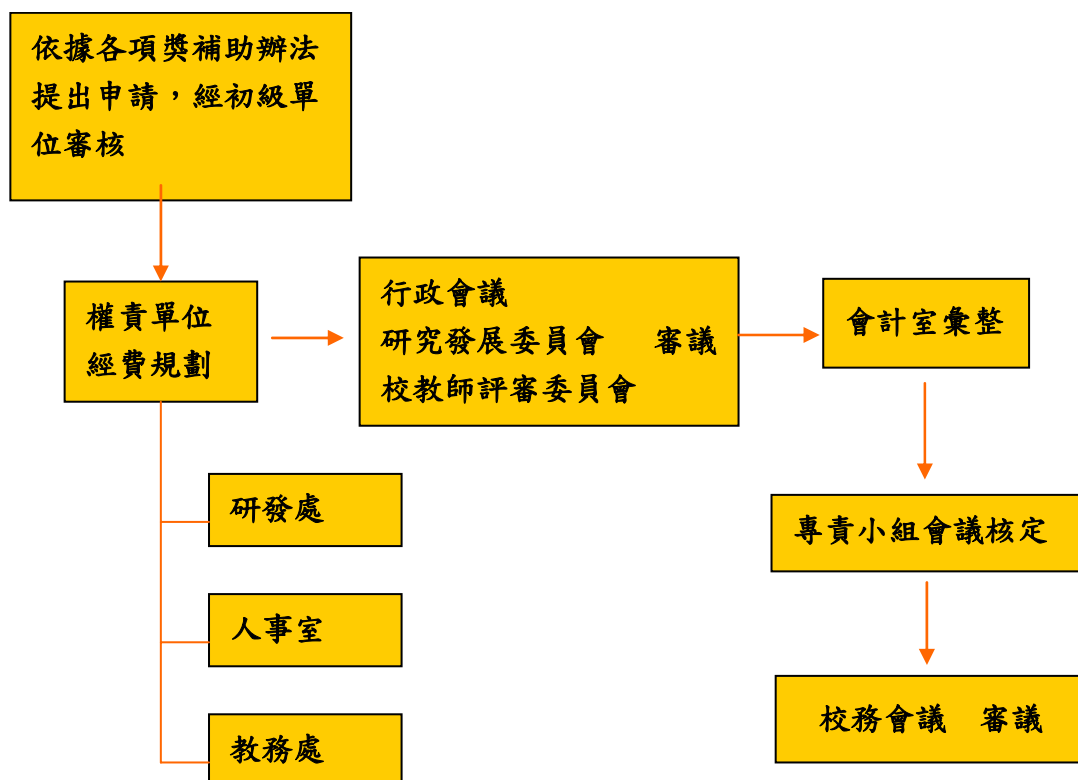 依據各項獎補助辦法
提出申請，經初級單
位審核
權責單位
經費規劃
行政會議
研究發展委員會　審議
校教師評審委員會
會計室彙整
研發處
專責小組會議核定
人事室
校務會議　審議
教務處